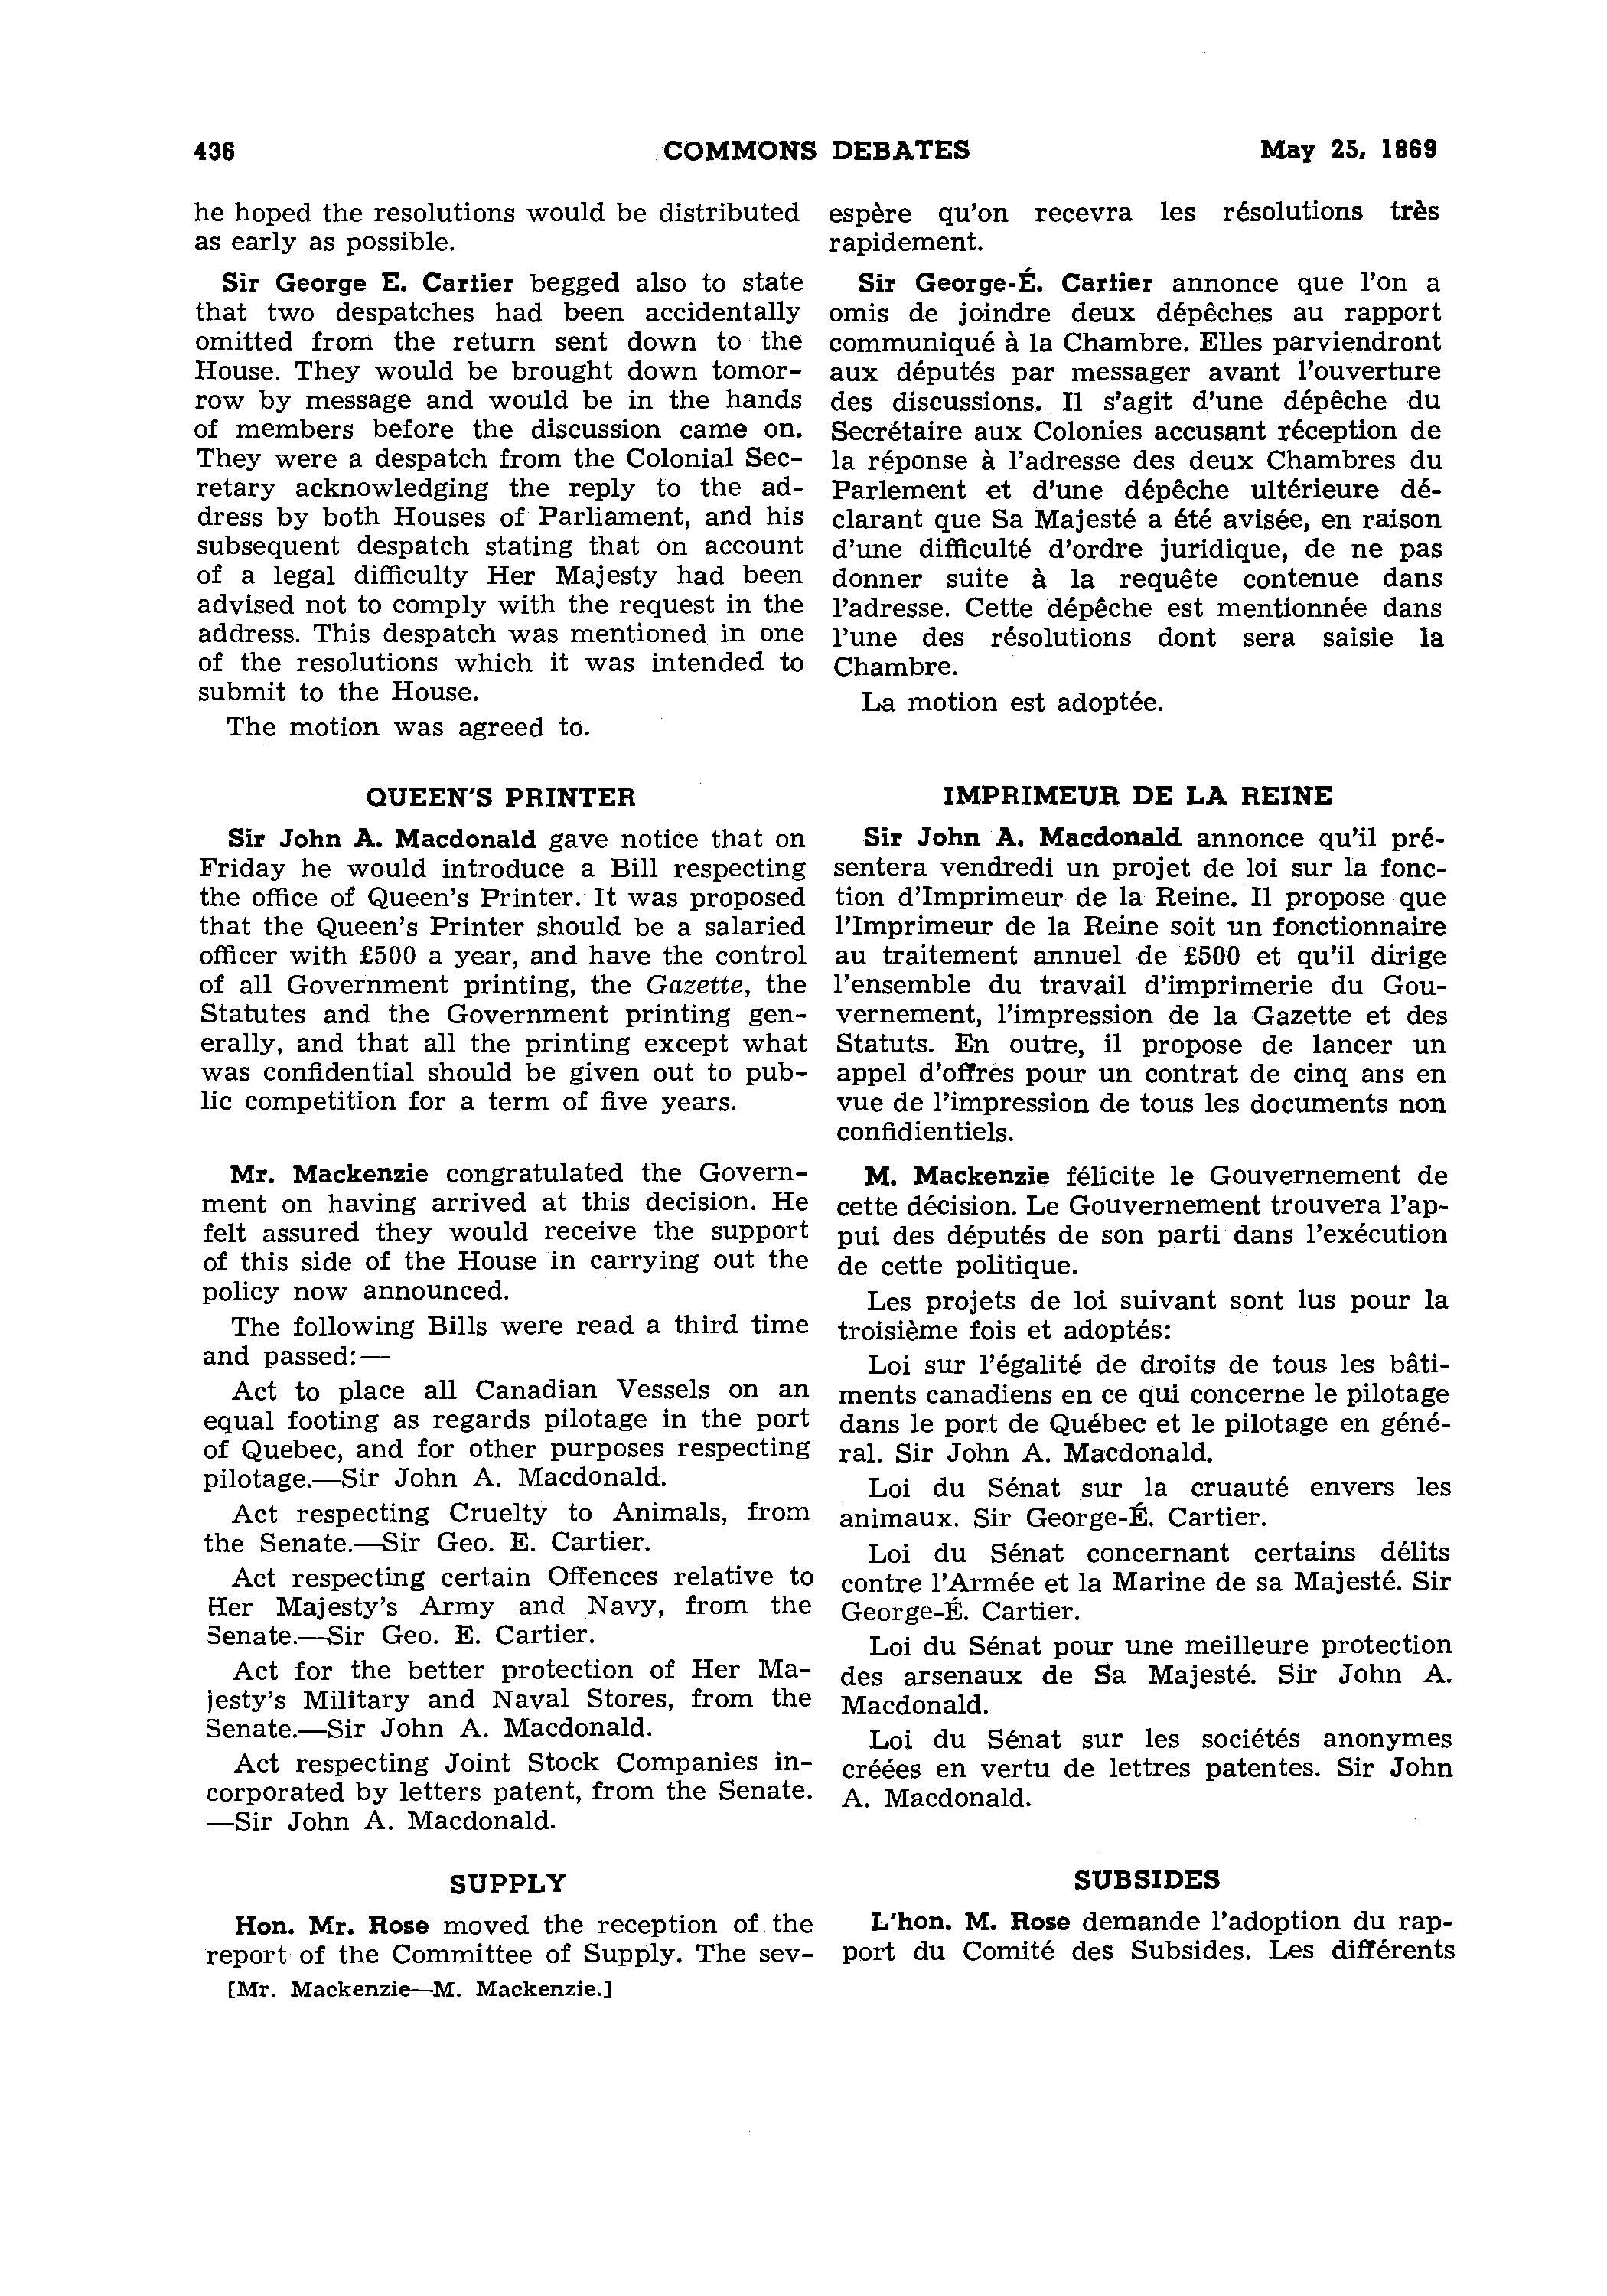 436 COMMONS DEBATES May 25, 1869
he hoped the resolutions would be distributed
as early as possible.
Sir George E. Cartier begged also to state
that two despatches had been accidentally
omitted from the return sent down to the
House. They would be brought down tomor-
row by message and would be in the hands
of members before the discussion came on.
They were a despatch from the Colonial Sec-
retary acknowledging the reply to the ad-
dress by both Houses of Parliament, and his
subsequent despatch stating that on account
of a legal difficulty Her Majesty had been
advised not to comply with the request in the
address. This despatch was mentioned in one
of the resolutions which it was intended to
submit to the House.
The motion was agreed to.
QUEEN'S PRINTER
Sir John A. Macdonald gave notice that on
Friday he would introduce a Bill respecting
the office of Queen's Printer. It was proposed
that the Queen's Printer should be a salaried
officer with £500 a year, and have the control
of all Government printing, the Gazette, the
Statutes and the Government printing gen-
erally, and that all the printing except what
was confidential should be given out to pub-
lic competition for a term of five years.
Mr. Mackenzie congratulated the Govern-
ment on having arrived at this decision. He
felt assured they would receive the support
of this side of the House in carrying out the
policy now announced.
The following Bills were read a third time
and passed:—
Act to place all Canadian Vessels on an
equal footing as regards pilotage in the port
of Quebec, and for other purposes respecting
pilotage.—Sir John A. Macdonald.
Act respecting Cruelty to Animals, from
the Senate.—Sir Geo. E. Cartier.
Act respecting certain Offences relative to
Her Majesty's Army and Navy, from the
Senate.—Sir Geo. E. Cartier.
Act for the better protection of Her Ma-
jesty's Military and Naval Stores, from the
Senate.—Sir John A. Macdonald.
Act respecting Joint Stock Companies in-
corporated by letters patent, from the Senate.
—Sir John A. Macdonald.
SUPPLY
Hon. Mr. Rose moved the reception of the
report of the Committee of Supply. The sev-
[Mr. Mackenzie—M. Mackenzie.]
espère qu'on recevra les résolutions très
rapidement.
Sir George-É. Cartier annonce que l'on a
omis de joindre deux dépêches au rapport
communiqué à la Chambre. Elles parviendront
aux députés par messager avant l'ouverture
des discussions. Il s'agit d'une dépêche du
Secrétaire aux Colonies accusant réception de
la réponse à l'adresse des deux Chambres du
Parlement et d'une dépêche ultérieure dé-
clarant que Sa Majesté a été avisée, en raison
d'une difficulté d'ordre juridique, de ne pas
donner suite à la requête contenue dans
l'adresse. Cette dépêche est mentionnée dans
l'une des résolutions dont sera saisie la
Chambre.
La motion est adoptée.
IMPRIMEUR DE LA REINE
Sir John A. Macdonald annonce qu'il pré-
sentera vendredi un projet de loi sur la fonc-
tion d'Imprimeur de la Reine. Il propose que
l'Imprimeur de la Reine soit un fonctionnaire
au traitement annuel de £500 et qu'il dirige
l'ensemble du travail d'imprimerie du Gou-
vernement, l'impression de la Gazette et des
Statuts. En outre, il propose de lancer un
appel d'offres pour un contrat de cinq ans en
vue de l'impression de tous les documents non
confidientiels.
M. Mackenzie félicite le Gouvernement de
cette décision. Le Gouvernement trouvera l'ap-
pui des députés de son parti dans l'exécution
de cette politique.
Les projets de loi suivant sont lus pour la
troisième fois et adoptés:
Loi sur l'égalité de droits de tous les bâti-
ments canadiens en ce qui concerne le pilotage
dans le port de Québec et le pilotage en géné-
ral. Sir John A. Macdonald.
Loi du Sénat sur la cruauté envers les
animaux. Sir George-É. Cartier.
Loi du Sénat concernant certains délits
contre l'Armée et la Marine de sa Majesté. Sir
George-É. Cartier.
Loi du Sénat pour une meilleure protection
des arsenaux de Sa Majesté. Sir John A.
Macdonald.
Loi du Sénat sur les sociétés anonymes
créées en vertu de lettres patentes. Sir John
A. Macdonald.
SUBSIDES
L'hon. M. Rose demande l'adoption du rap-
port du Comité des Subsides. Les différents